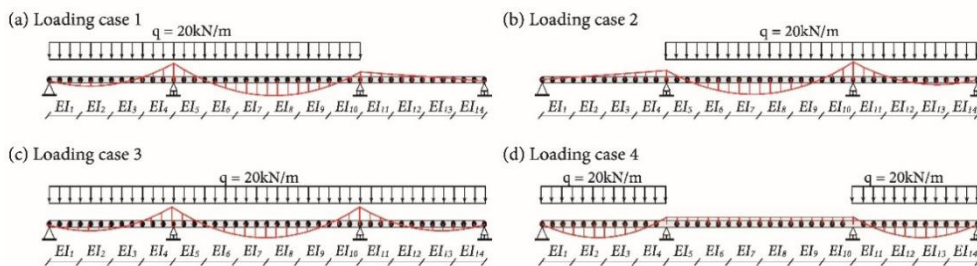 (a) Loading case 1
q = 20kN/m
EI1 EI2 EI3 EI4 EI5 EI6 EI7 EI8 EI9 EI10 EI11 EI12 EI13 EI14
(b) Loading case 2
q = 20kN/m
EI1 EI2 EI3 EI4 EI5 EI6 EI7 EI8 EI9 EI10 EI11 EI12 EI13 EI14
(c) Loading case 3
q = 20kN/m
EI1 EI2 EI3 EI4 EI5 EI6 EI7 EI8 EI9 EI10 EI11 EI12 EI13 EI14
(d) Loading case 4
q = 20kN/m q = 20kN/m
EI1 EI2 EI3 EI4 EI5 EI6 EI7 EI8 EI9 EI10 EI11 EI12 EI13 EI14